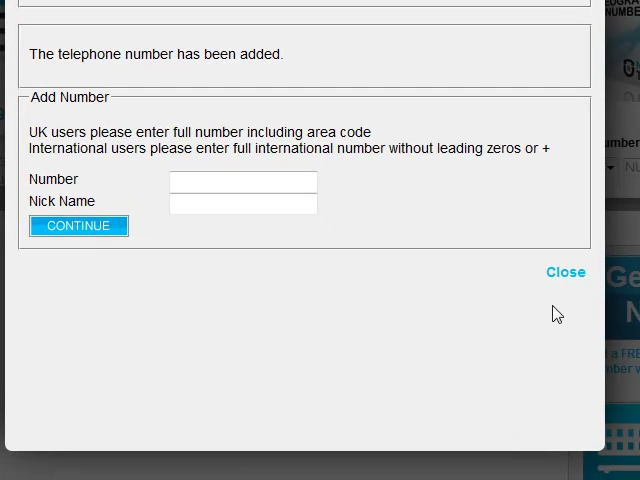 The telephone number has been added.
Add Number
UK users please enter full number including area code
International users please enter full international number without leading zeros or +
Number
Nick Name
CONTINUE
Close